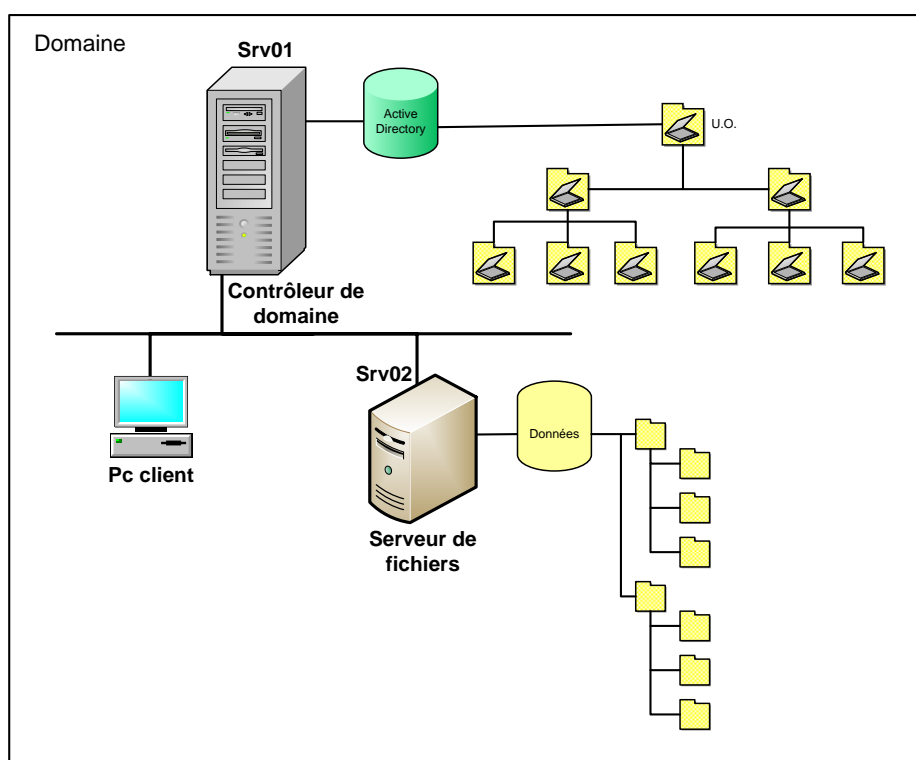 Domaine
Srv01
Active
Directory
U.O.
Contrôleur de
domaine
Srv02
Données
Pc client
Serveur de
fichiers